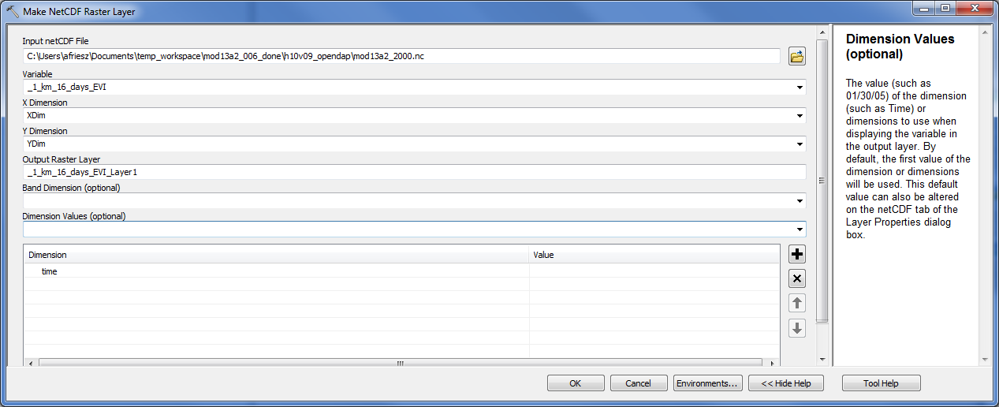 Make NetCDF Raster Layer
Input netCDF File
C:\Users\afriesz\Documents\temp_workspace\mod13a2_006_done\h10v09_opendap\mod13a2_2000.nc
Variable
_1_km_16_days_EVI
X Dimension
XDim
Y Dimension
YDim
Output Raster Layer
_1_km_16_days_EVI_Layer1
Band Dimension (optional)
Dimension Values (optional)
Dimension Value
time
OK Cancel Environments... << Hide Help Tool Help
Dimension Values
(optional)
The value (such as
01/30/05) of the dimension
(such as Time) or
dimensions to use when
displaying the variable in
the output layer. By
default, the first value of the
dimension or dimensions
will be used. This default
value can also be altered
on the netCDF tab of the
Layer Properties dialog
box.